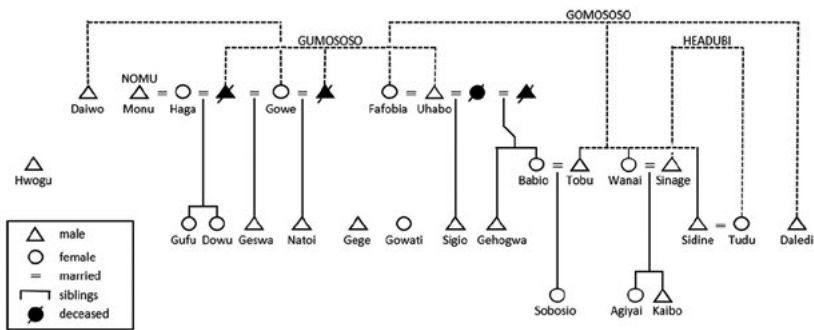 GOMOSOSO
GUMOSOSO
HEADUBI
NOMU
Daiwo
Monu
Haga
Gowe
Fafobia
Uhabo
Hwogu
Babio
Tobu
Wanai
Sinage
Gufu
Dowu
Geswa
Natoi
Gege
Gowati
Sigio
Gehogwa
Sidine
Tudu
Daledi
Sobosio
Agiyai
Kaibo
male
female
= married
siblings
deceased